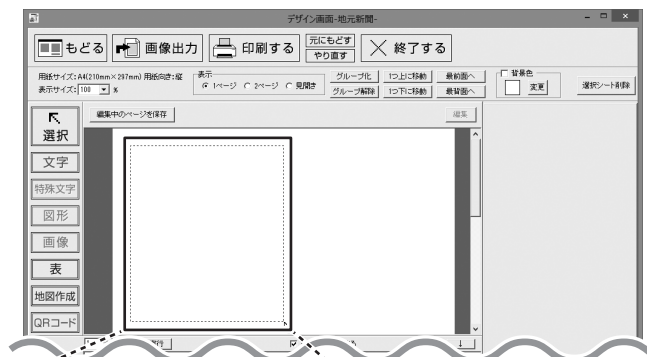 デザイン画面-地元新聞-
もどる
画像出力
印刷する
元にもどす
やり直す
終了する
用紙サイズ:A4(210mm×297mm) 用紙向き:縦
表示サイズ: 100 %
表示
1ページ 2ページ 見開き
グループ化
1つ上に移動
最前面へ
グループ解除
1つ下に移動
最背面へ
背景色
変更
選択シート削除
選択
編集中のページを保存
編集
文字
特殊文字
図形
画像
表
地図作成
QRコード